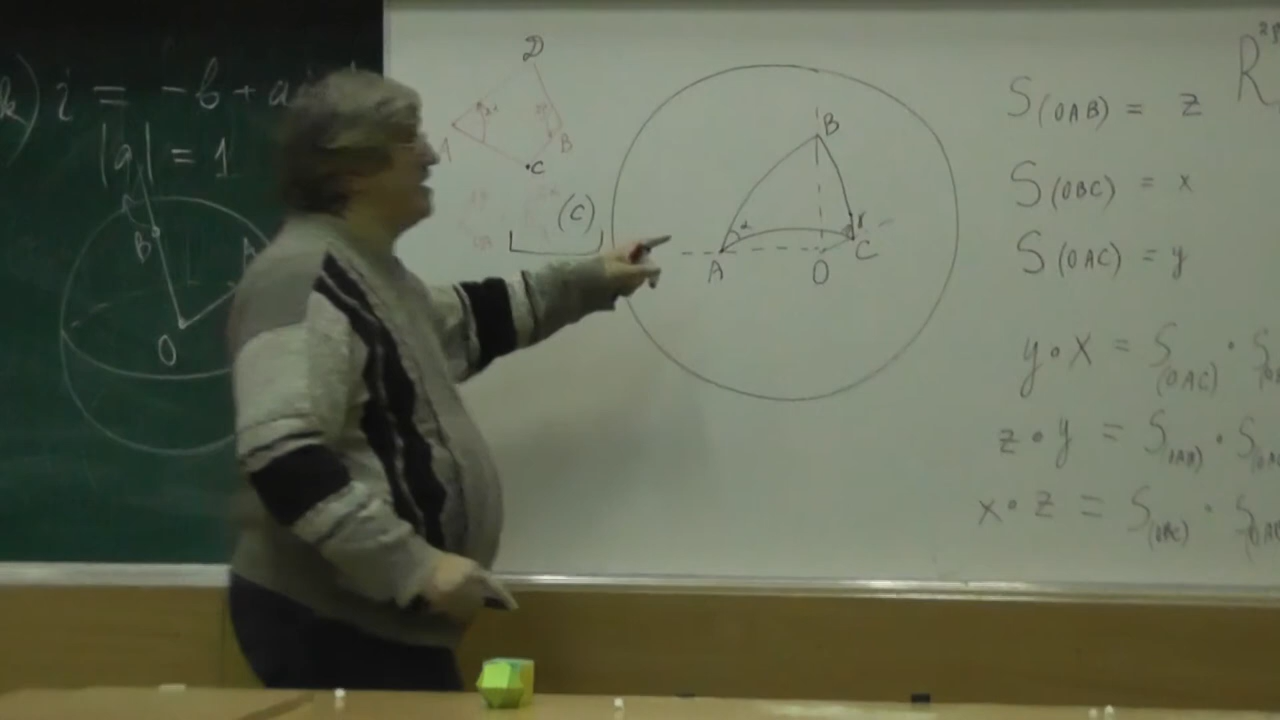 i = -b + a
|q| = 1
B
A
O
D
A
B
C
(C)
B
α
γ
A
O
C
S(OAB) = z
S(OBC) = x
S(OAC) = y
y∘x = S(OAC) ∘ S
z∘y = S(OAB) ∘ S
x∘z = S(OBC) ∘ S
R